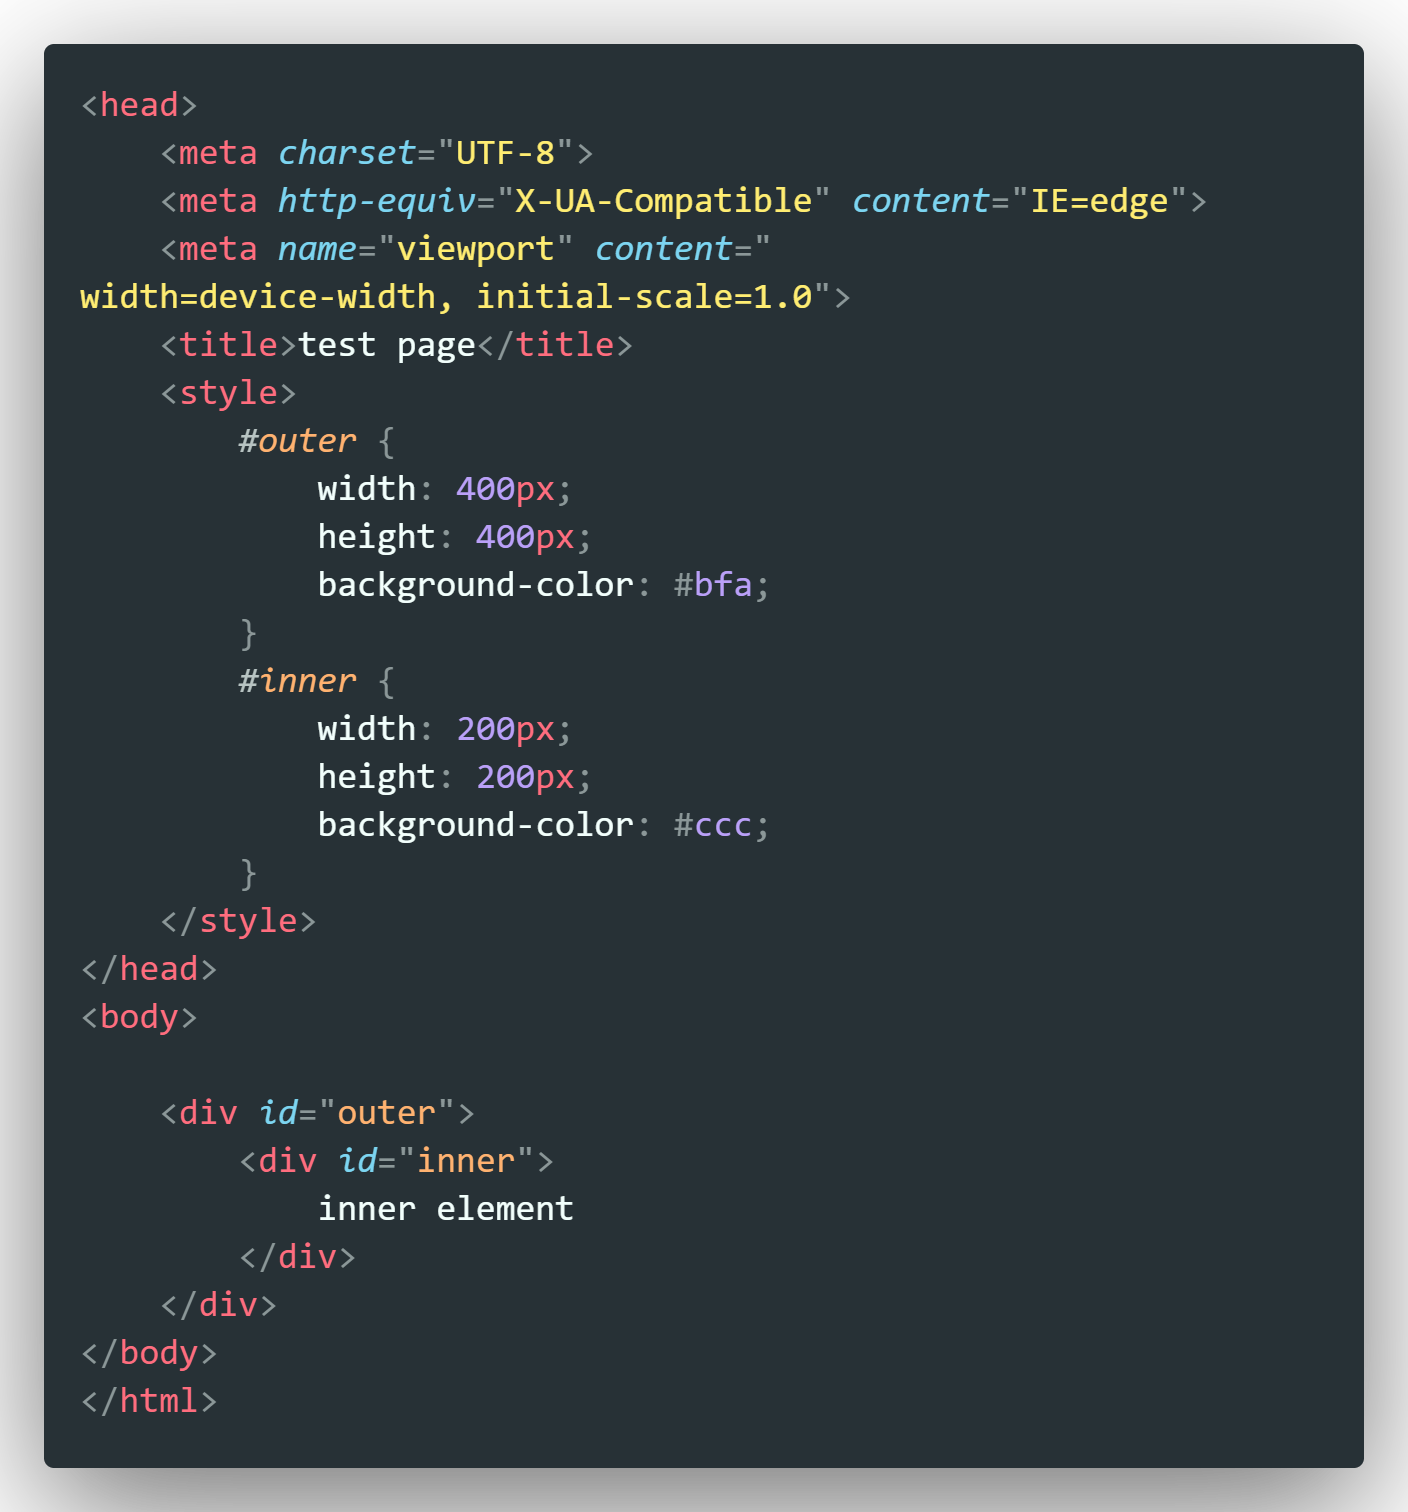 <head>
    <meta charset="UTF-8">
    <meta http-equiv="X-UA-Compatible" content="IE=edge">
    <meta name="viewport" content="
width=device-width, initial-scale=1.0">
    <title>test page</title>
    <style>
        #outer {
            width: 400px;
            height: 400px;
            background-color: #bfa;
        }
        #inner {
            width: 200px;
            height: 200px;
            background-color: #ccc;
        }
    </style>
</head>
<body>

    <div id="outer">
        <div id="inner">
            inner element
        </div>
    </div>
</body>
</html>